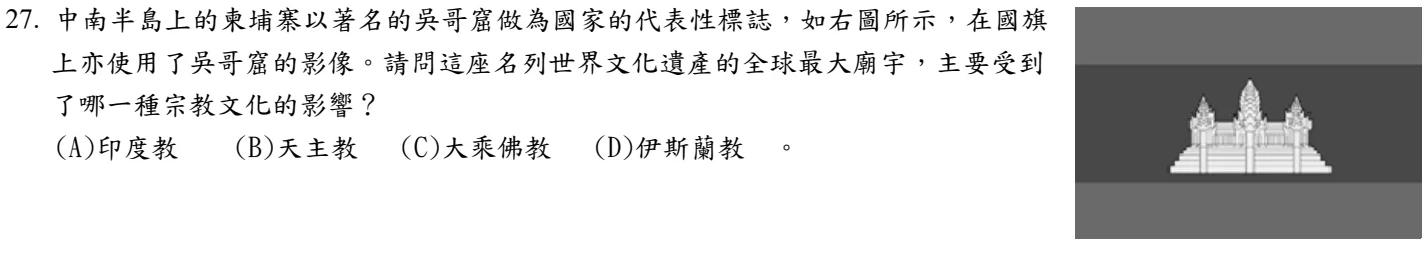 27. 中南半島上的柬埔寨以著名的吳哥窟做為國家的代表性標誌，如右圖所示，在國旗
上亦使用了吳哥窟的影像。請問這座名列世界文化遺產的全球最大廟宇，主要受到
了哪一種宗教文化的影響？
(A)印度教　(B)天主教　(C)大乘佛教　(D)伊斯蘭教　。